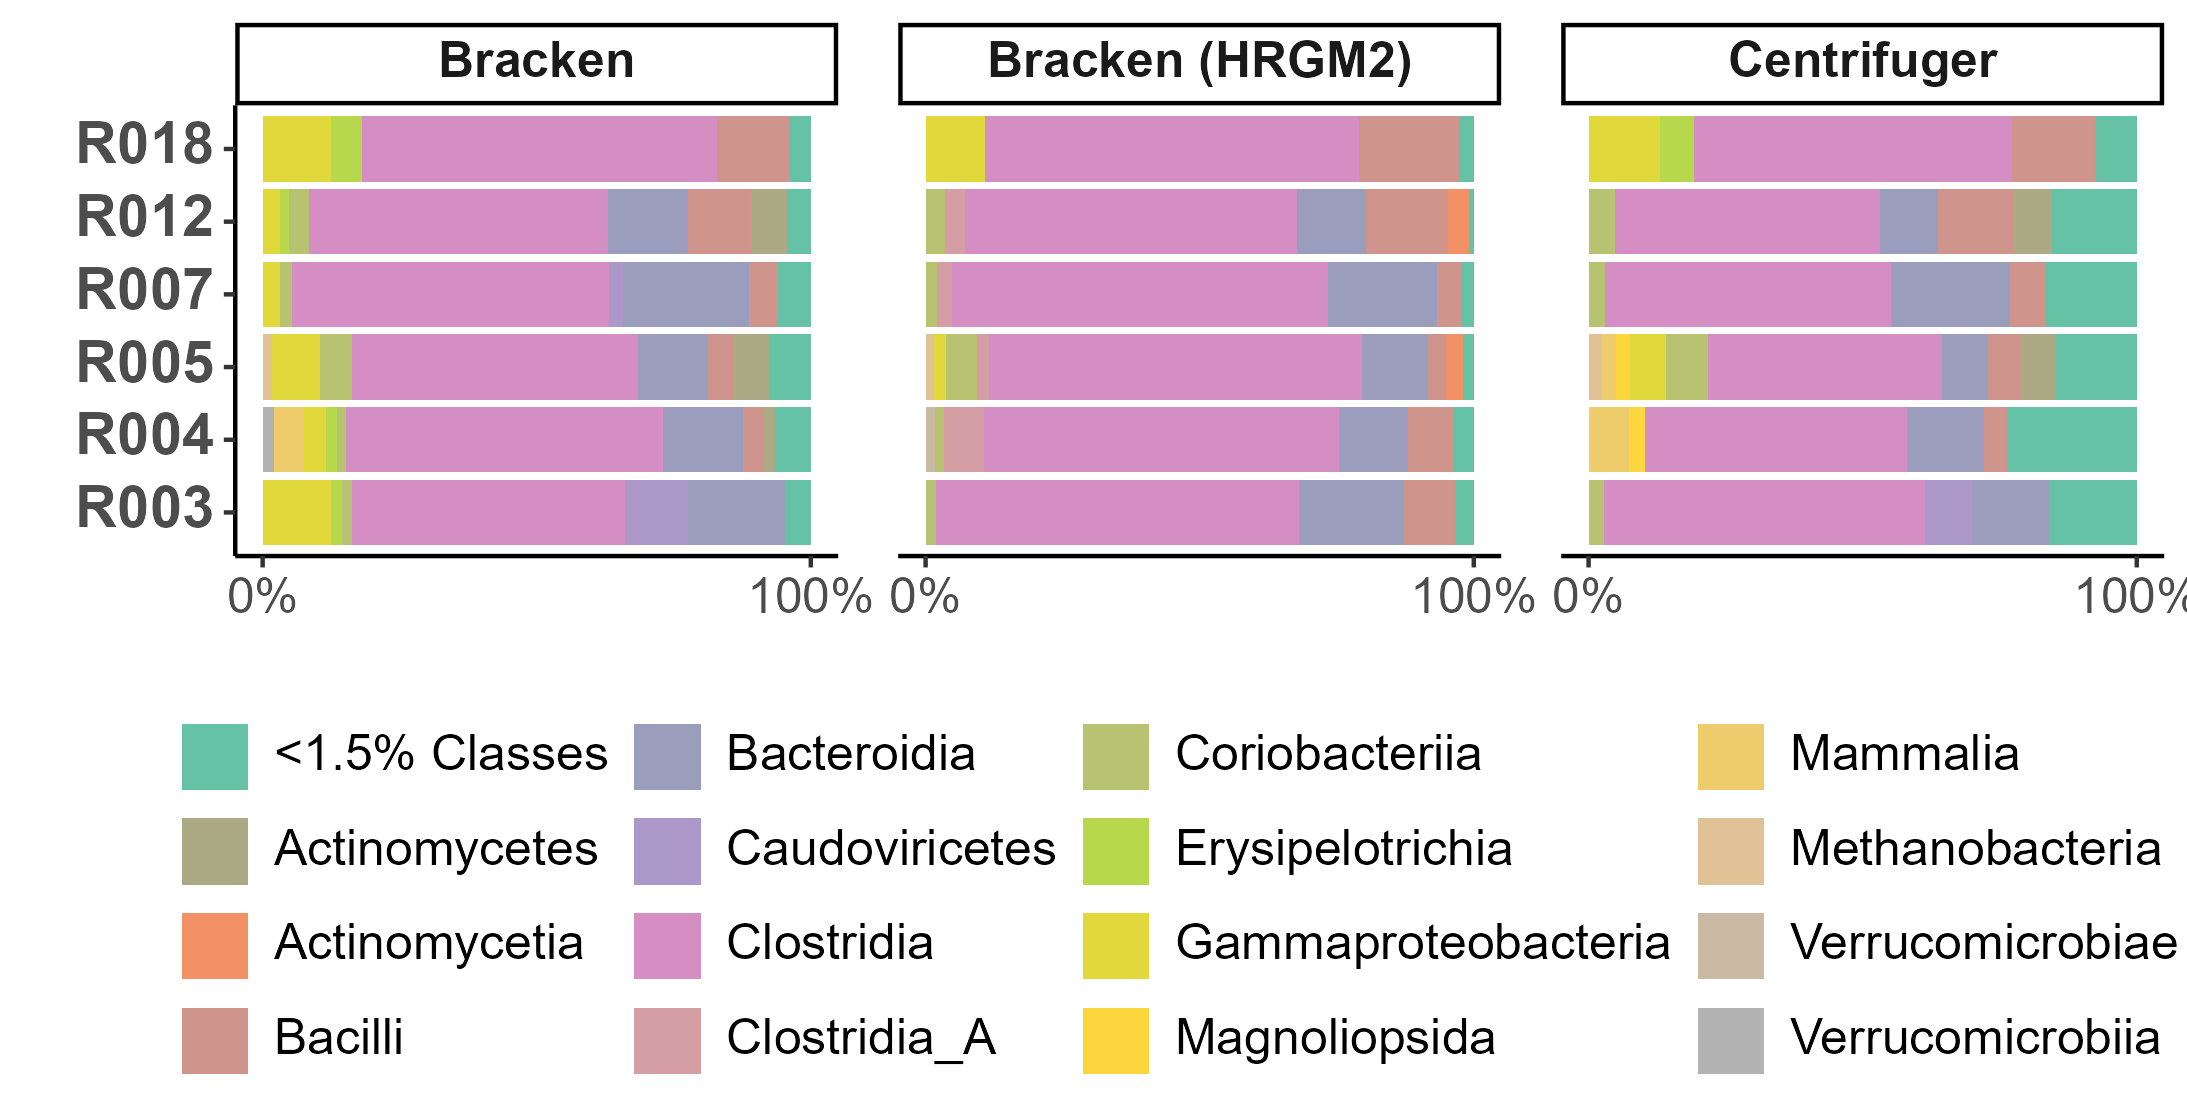 Bracken
Bracken (HRGM2)
Centrifuger
R018
R012
R007
R005
R004
R003
0%
100%
0%
100%
0%
100%
<1.5% Classes
Bacteroidia
Coriobacteriia
Mammalia
Actinomycetes
Caudoviricetes
Erysipelotrichia
Methanobacteria
Actinomycetia
Clostridia
Gammaproteobacteria
Verrucomicrobiae
Bacilli
Clostridia_A
Magnoliopsida
Verrucomicrobiia